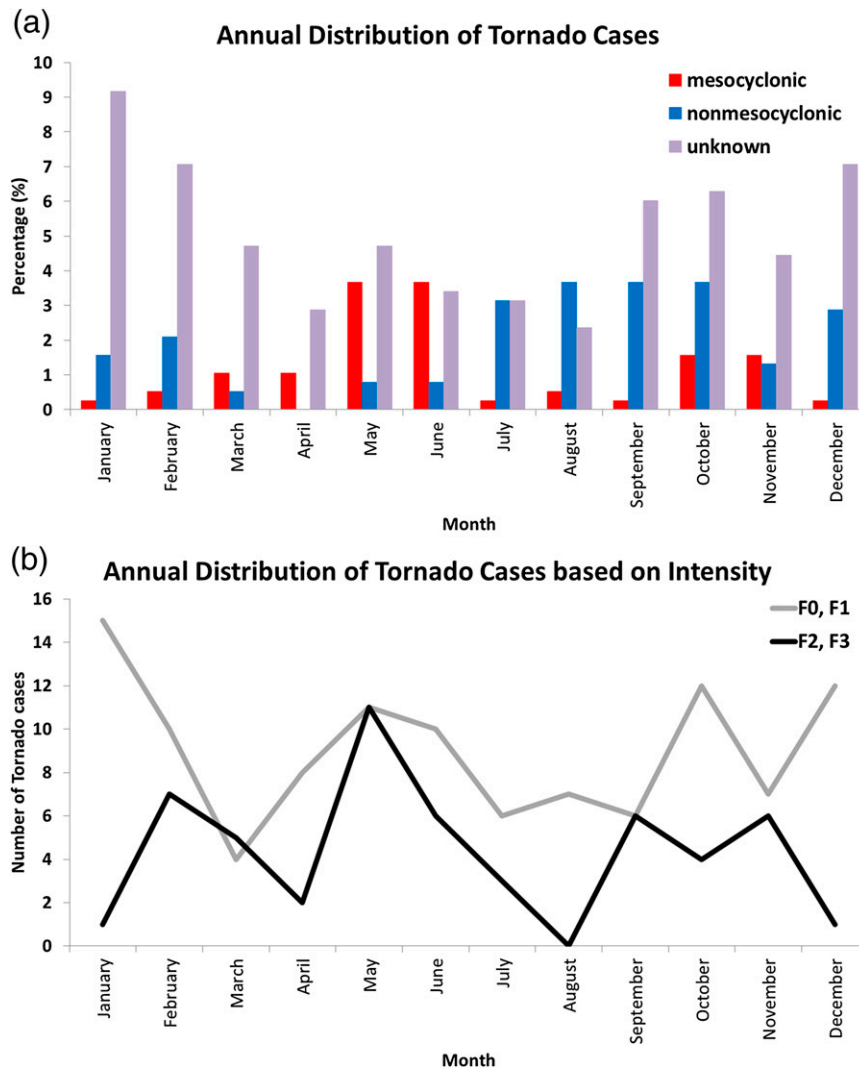 (a)
Annual Distribution of Tornado Cases
10
9
8
7
6
5
4
3
2
1
0
Percentage (%)
mesocyclonic
nonmesocyclonic
unknown
January
February
March
April
May
June
July
August
September
October
November
December
Month
(b)
Annual Distribution of Tornado Cases based on Intensity
16
14
12
10
8
6
4
2
0
Number of Tornado cases
F0, F1
F2, F3
January
February
March
April
May
June
July
August
September
October
November
December
Month